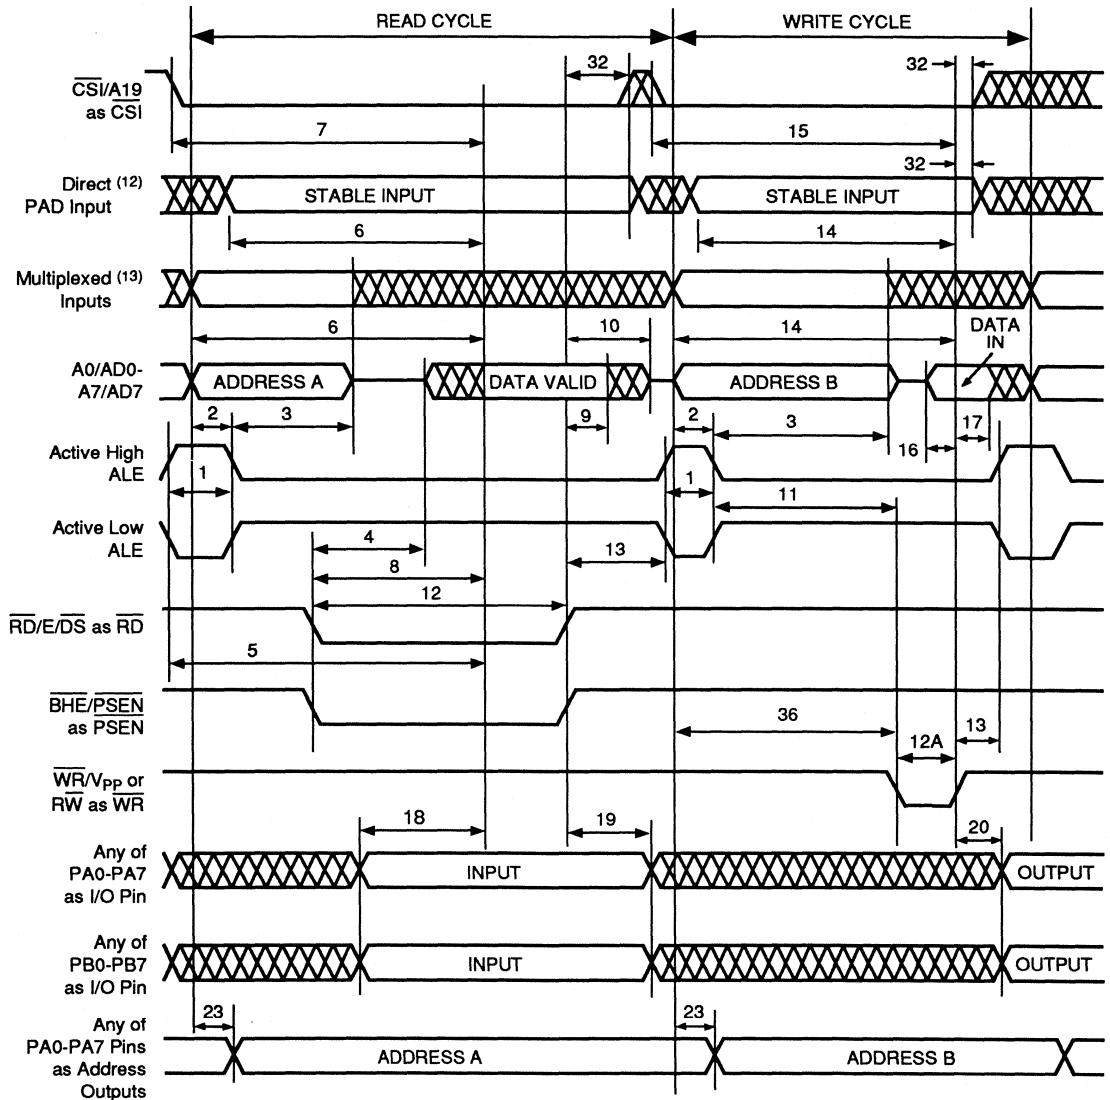 READ CYCLE
WRITE CYCLE
32
32
CSI/A19
as CSI
7
15
32
Direct (12)
PAD Input
STABLE INPUT
STABLE INPUT
6
14
Multiplexed (13)
Inputs
6
10
14
DATA
IN
A0/AD0-
A7/AD7
ADDRESS A
DATA VALID
ADDRESS B
2
3
9
2
3
16
17
Active High
ALE
1
1
11
Active Low
ALE
4
13
8
12
RD/E/DS as RD
5
BHE/PSEN
as PSEN
36
13
12A
WR/VPP or
RW as WR
18
19
20
Any of
PA0-PA7
as I/O Pin
INPUT
OUTPUT
Any of
PB0-PB7
as I/O Pin
INPUT
OUTPUT
23
23
Any of
PA0-PA7 Pins
as Address
Outputs
ADDRESS A
ADDRESS B